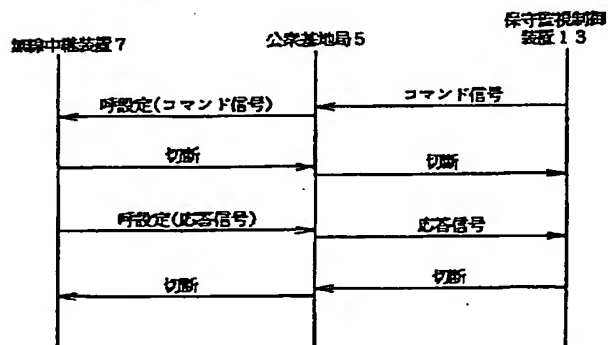 無線中継装置7
公衆基地局5
保守監視制御
装置13
呼設定(コマンド信号)
コマンド信号
切断
切断
呼設定(応答信号)
応答信号
切断
切断